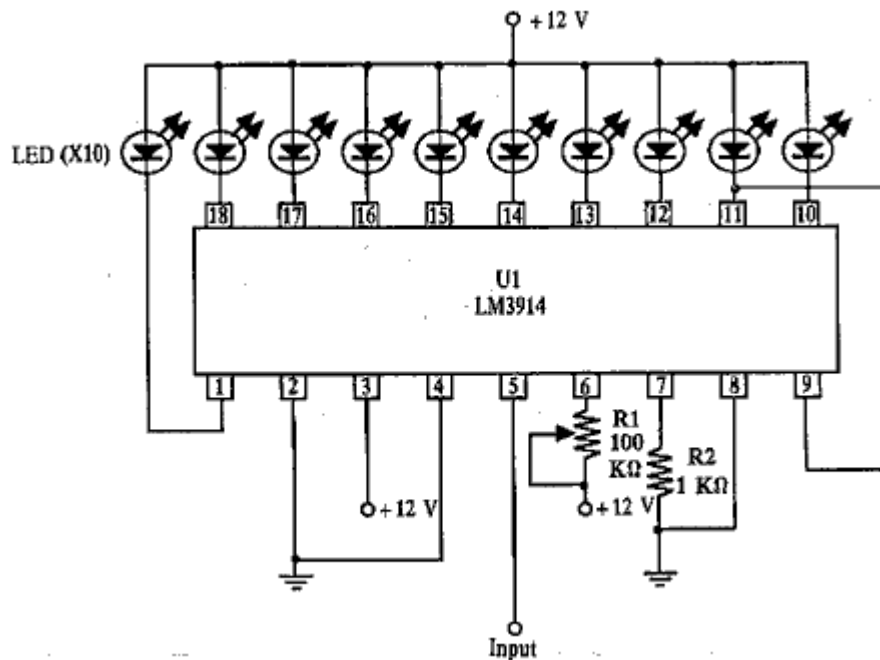 + 12 V
LED (X10)
18 17 16 15 14 13 12 11 10
U1
LM3914
1 2 3 4 5 6 7 8 9
R1
100
KΩ
R2
1 KΩ
+ 12 V
+ 12 V
Input